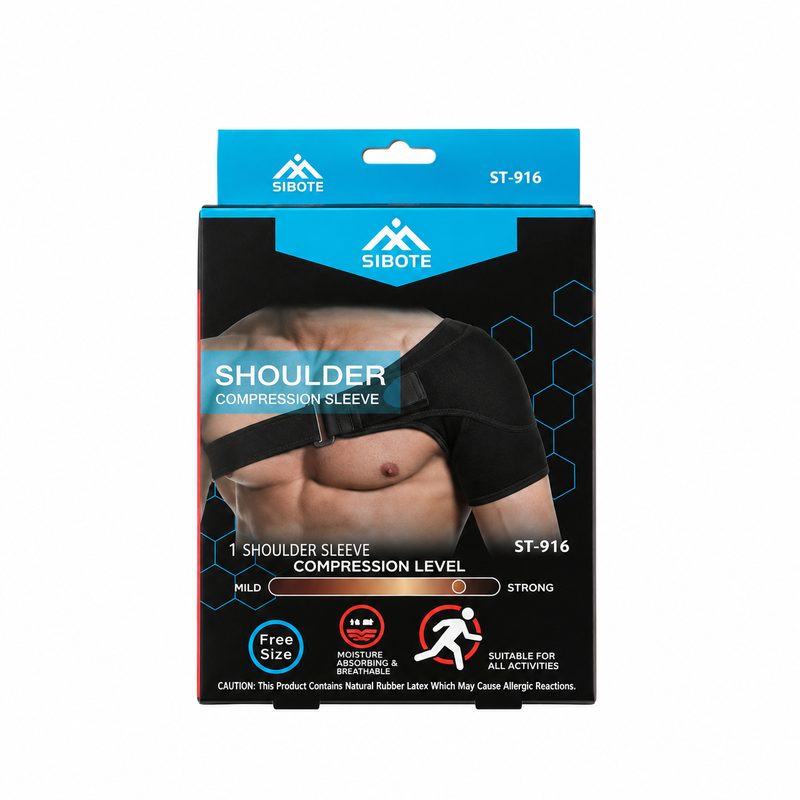 SIBOTE
ST-916
SIBOTE
SHOULDER
COMPRESSION SLEEVE
1 SHOULDER SLEEVE
ST-916
COMPRESSION LEVEL
MILD
STRONG
Free
Size
MOISTURE
ABSORBING &
BREATHABLE
SUITABLE FOR
ALL ACTIVITIES
CAUTION: This Product Contains Natural Rubber Latex Which May Cause Allergic Reactions.